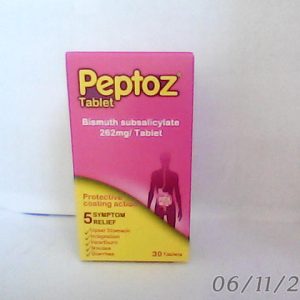 Peptoz
Tablet
Bismuth subsalicylate
262mg/ Tablet
Protective
coating action
5 SYMPTOM
RELIEF
Upset Stomach
Indigestion
Heartburn
Nausea
Diarrhea
30 Tablets
06/11/2